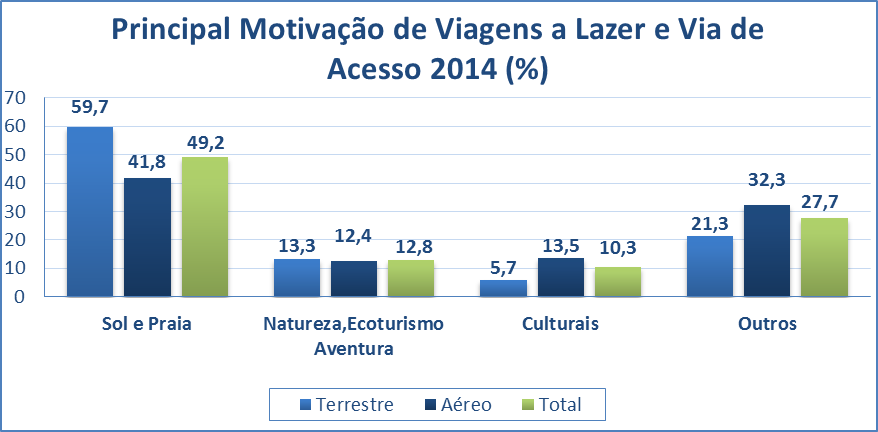 Principal Motivação de Viagens a Lazer e Via de
Acesso 2014 (%)
70
60
50
40
30
20
10
0
59,7
41,8
49,2
13,3
12,4
12,8
5,7
13,5
10,3
21,3
32,3
27,7
Sol e Praia
Natureza,Ecoturismo
Aventura
Culturais
Outros
Terrestre
Aéreo
Total